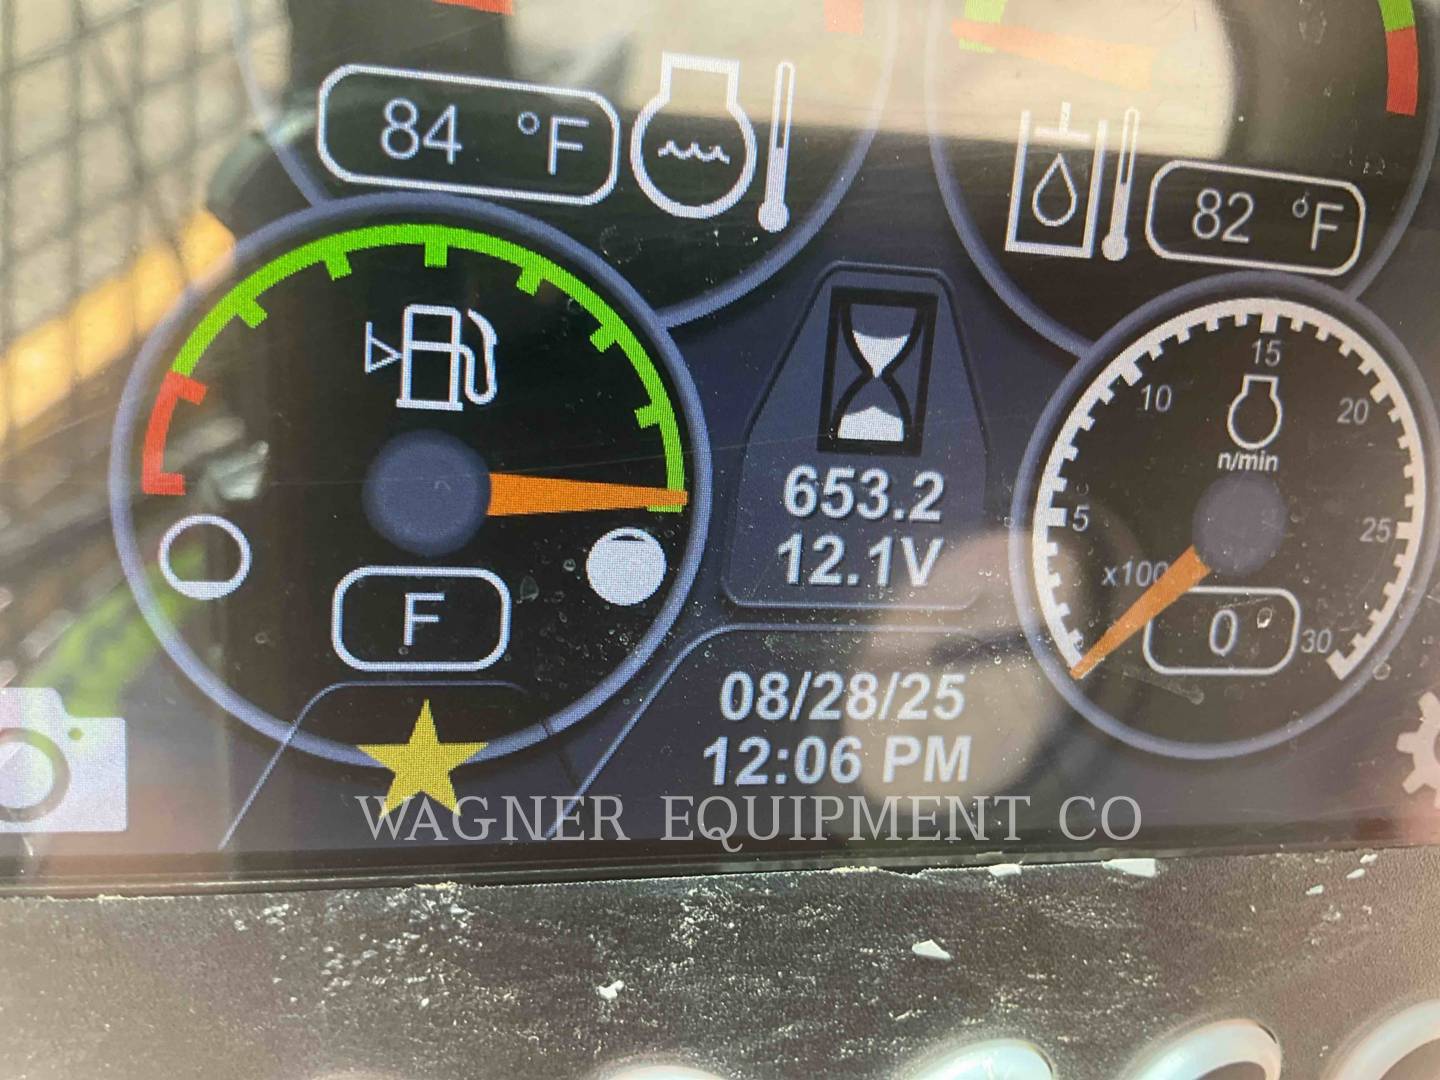 84 °F
82 °F
15
10
20
n/min
653.2
5
25
12.1V
x100
F
0
30
08/28/25
12:06 PM
WAGNER EQUIPMENT CO